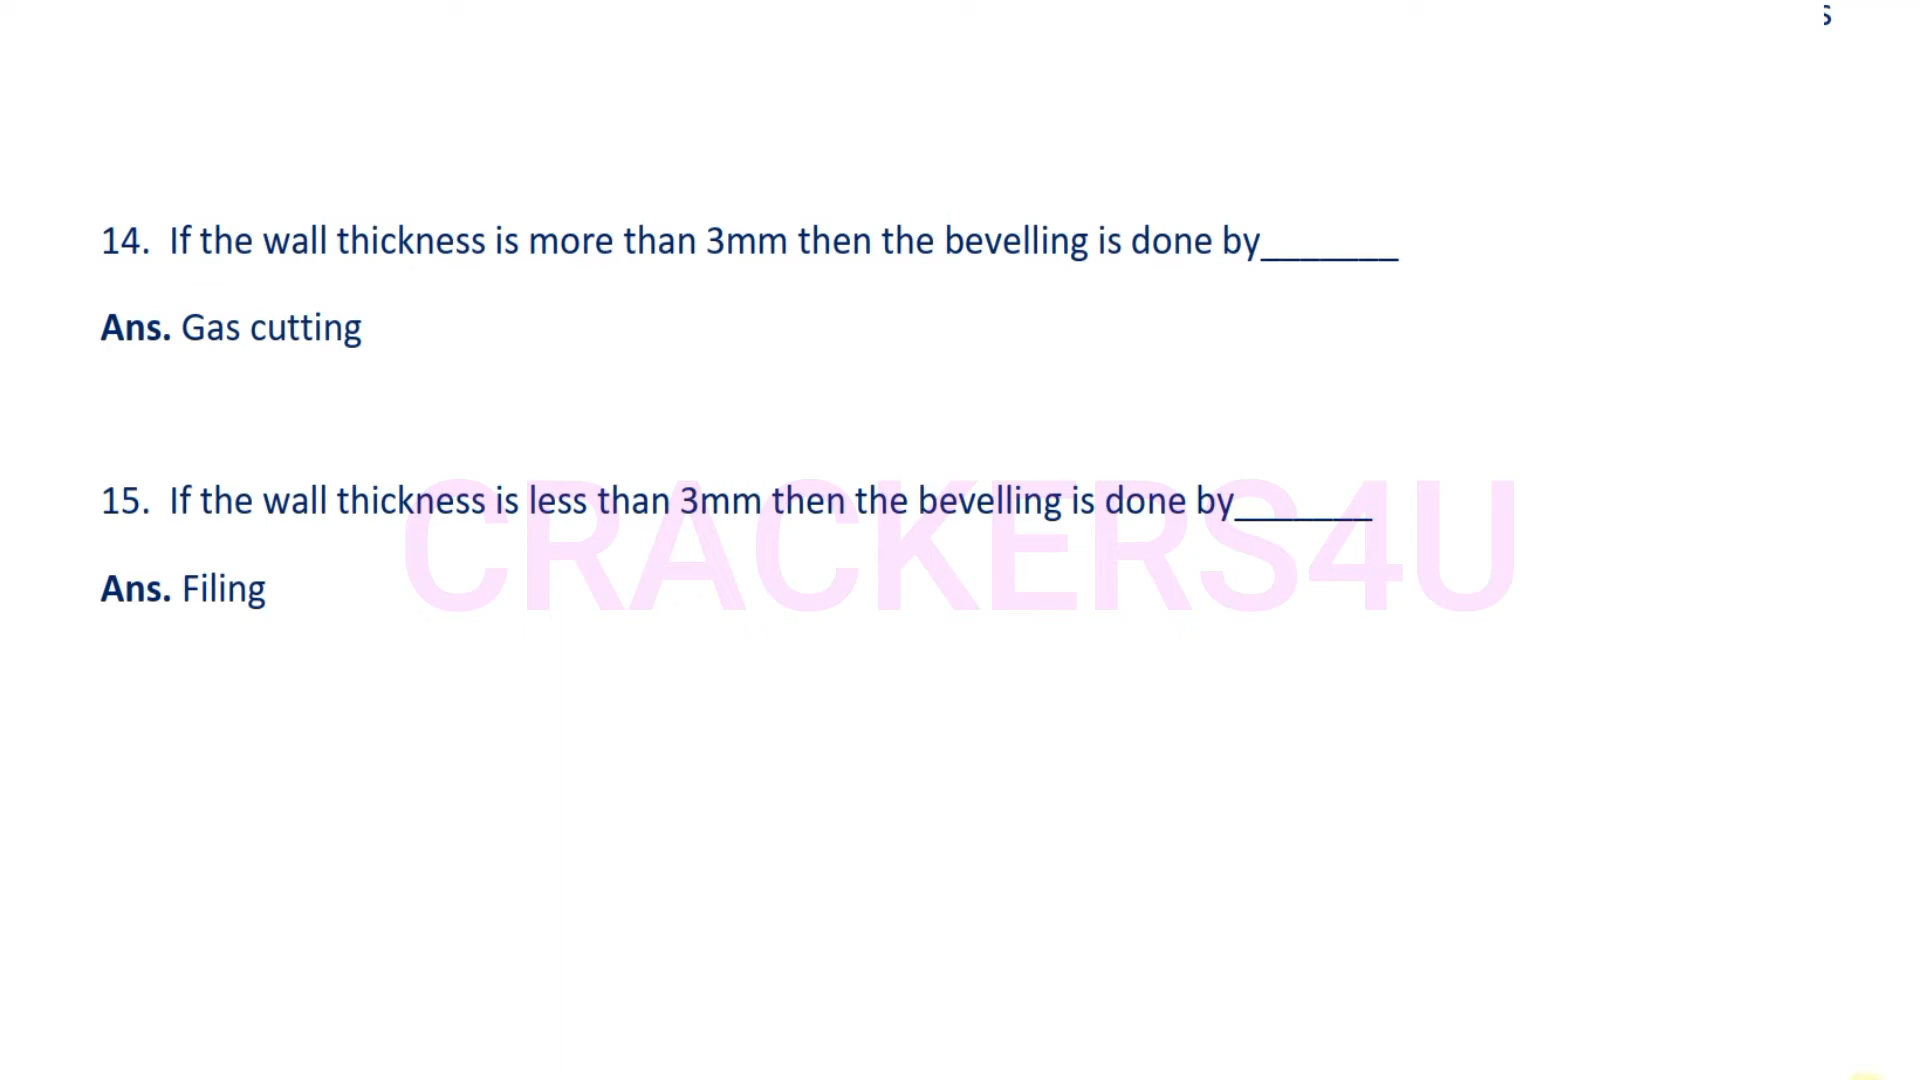 s
14. If the wall thickness is more than 3mm then the bevelling is done by_______
Ans. Gas cutting
15. If the wall thickness is less than 3mm then the bevelling is done by_______
CRACKERS4U
Ans. Filing